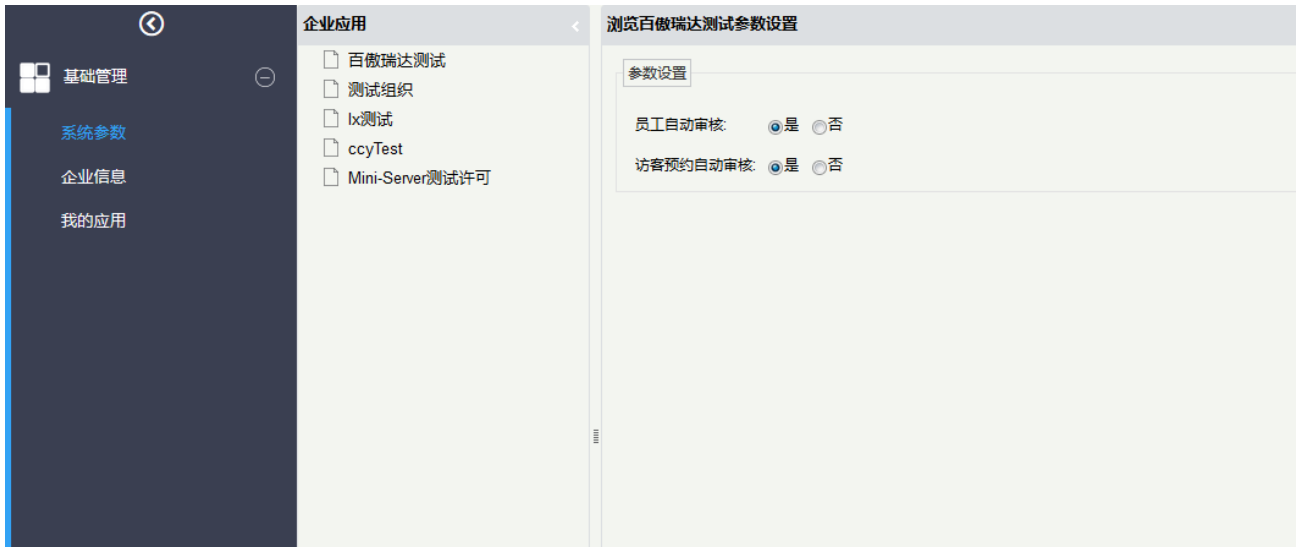 基础管理
系统参数
企业信息
我的应用
企业应用
百傲瑞达测试
测试组织
lx测试
ccyTest
Mini-Server测试许可
浏览百傲瑞达测试参数设置
参数设置
员工自动审核: 是 否
访客预约自动审核: 是 否